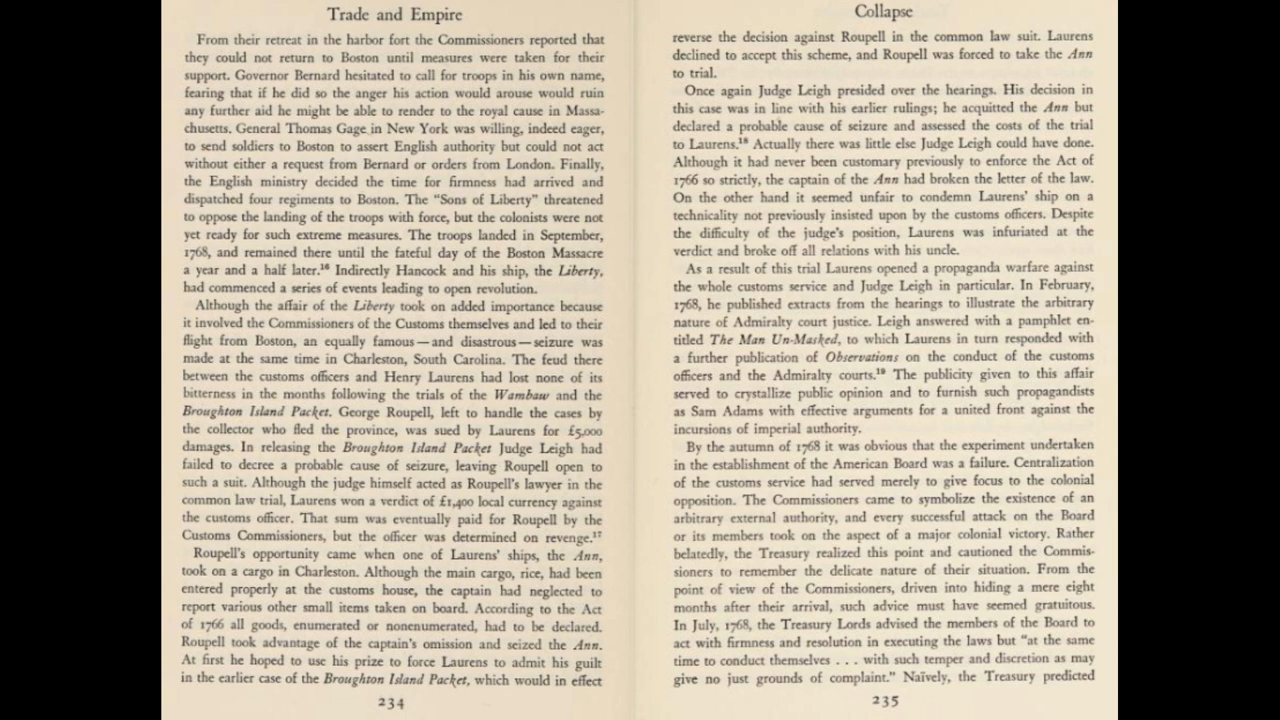 Trade and Empire
From their retreat in the harbor fort the Commissioners reported that
they could not return to Boston until measures were taken for their
support. Governor Bernard hesitated to call for troops in his own name,
fearing that if he did so the anger his action would arouse would ruin
any further aid he might be able to render to the royal cause in Massa-
chusetts. General Thomas Gage in New York was willing, indeed eager,
to send soldiers to Boston to assert English authority but could not act
without either a request from Bernard or orders from London. Finally,
the English ministry decided the time for firmness had arrived and
dispatched four regiments to Boston. The “Sons of Liberty” threatened
to oppose the landing of the troops with force, but the colonists were not
yet ready for such extreme measures. The troops landed in September,
1768, and remained there until the fateful day of the Boston Massacre
a year and a half later.¹⁶ Indirectly Hancock and his ship, the Liberty,
had commenced a series of events leading to open revolution.
Although the affair of the Liberty took on added importance because
it involved the Commissioners of the Customs themselves and led to their
flight from Boston, an equally famous—and disastrous—seizure was
made at the same time in Charleston, South Carolina. The feud there
between the customs officers and Henry Laurens had lost none of its
bitterness in the months following the trials of the Wambaw and the
Broughton Island Packet. George Roupell, left to handle the cases by
the collector who fled the province, was sued by Laurens for £5,000
damages. In releasing the Broughton Island Packet Judge Leigh had
failed to decree a probable cause of seizure, leaving Roupell open to
such a suit. Although the judge himself acted as Roupell’s lawyer in the
common law trial, Laurens won a verdict of £1,400 local currency against
the customs officer. That sum was eventually paid for Roupell by the
Customs Commissioners, but the officer was determined on revenge.¹⁷
Roupell’s opportunity came when one of Laurens’ ships, the Ann,
took on a cargo in Charleston. Although the main cargo, rice, had been
entered properly at the customs house, the captain had neglected to
report various other small items taken on board. According to the Act
of 1766 all goods, enumerated or nonenumerated, had to be declared.
Roupell took advantage of the captain’s omission and seized the Ann.
At first he hoped to use his prize to force Laurens to admit his guilt
in the earlier case of the Broughton Island Packet, which would in effect
234
Collapse
reverse the decision against Roupell in the common law suit. Laurens
declined to accept this scheme, and Roupell was forced to take the Ann
to trial.
Once again Judge Leigh presided over the hearings. His decision in
this case was in line with his earlier rulings; he acquitted the Ann but
declared a probable cause of seizure and assessed the costs of the trial
to Laurens.¹⁸ Actually there was little else Judge Leigh could have done.
Although it had never been customary previously to enforce the Act of
1766 so strictly, the captain of the Ann had broken the letter of the law.
On the other hand it seemed unfair to condemn Laurens’ ship on a
technicality not previously insisted upon by the customs officers. Despite
the difficulty of the judge’s position, Laurens was infuriated at the
verdict and broke off all relations with his uncle.
As a result of this trial Laurens opened a propaganda warfare against
the whole customs service and Judge Leigh in particular. In February,
1768, he published extracts from the hearings to illustrate the arbitrary
nature of Admiralty court justice. Leigh answered with a pamphlet en-
titled The Man Un-Masked, to which Laurens in turn responded with
a further publication of Observations on the conduct of the customs
officers and the Admiralty courts.¹⁹ The publicity given to this affair
served to crystallize public opinion and to furnish such propagandists
as Sam Adams with effective arguments for a united front against the
incursions of imperial authority.
By the autumn of 1768 it was obvious that the experiment undertaken
in the establishment of the American Board was a failure. Centralization
of the customs service had served merely to give focus to the colonial
opposition. The Commissioners came to symbolize the existence of an
arbitrary external authority, and every successful attack on the Board
or its members took on the aspect of a major colonial victory. Rather
belatedly, the Treasury realized this point and cautioned the Commis-
sioners to remember the delicate nature of their situation. From the
point of view of the Commissioners, driven into hiding a mere eight
months after their arrival, such advice must have seemed gratuitous.
In July, 1768, the Treasury Lords advised the members of the Board to
act with firmness and resolution in executing the laws but “at the same
time to conduct themselves . . . with such temper and discretion as may
give no just grounds of complaint.” Naïvely, the Treasury predicted
235